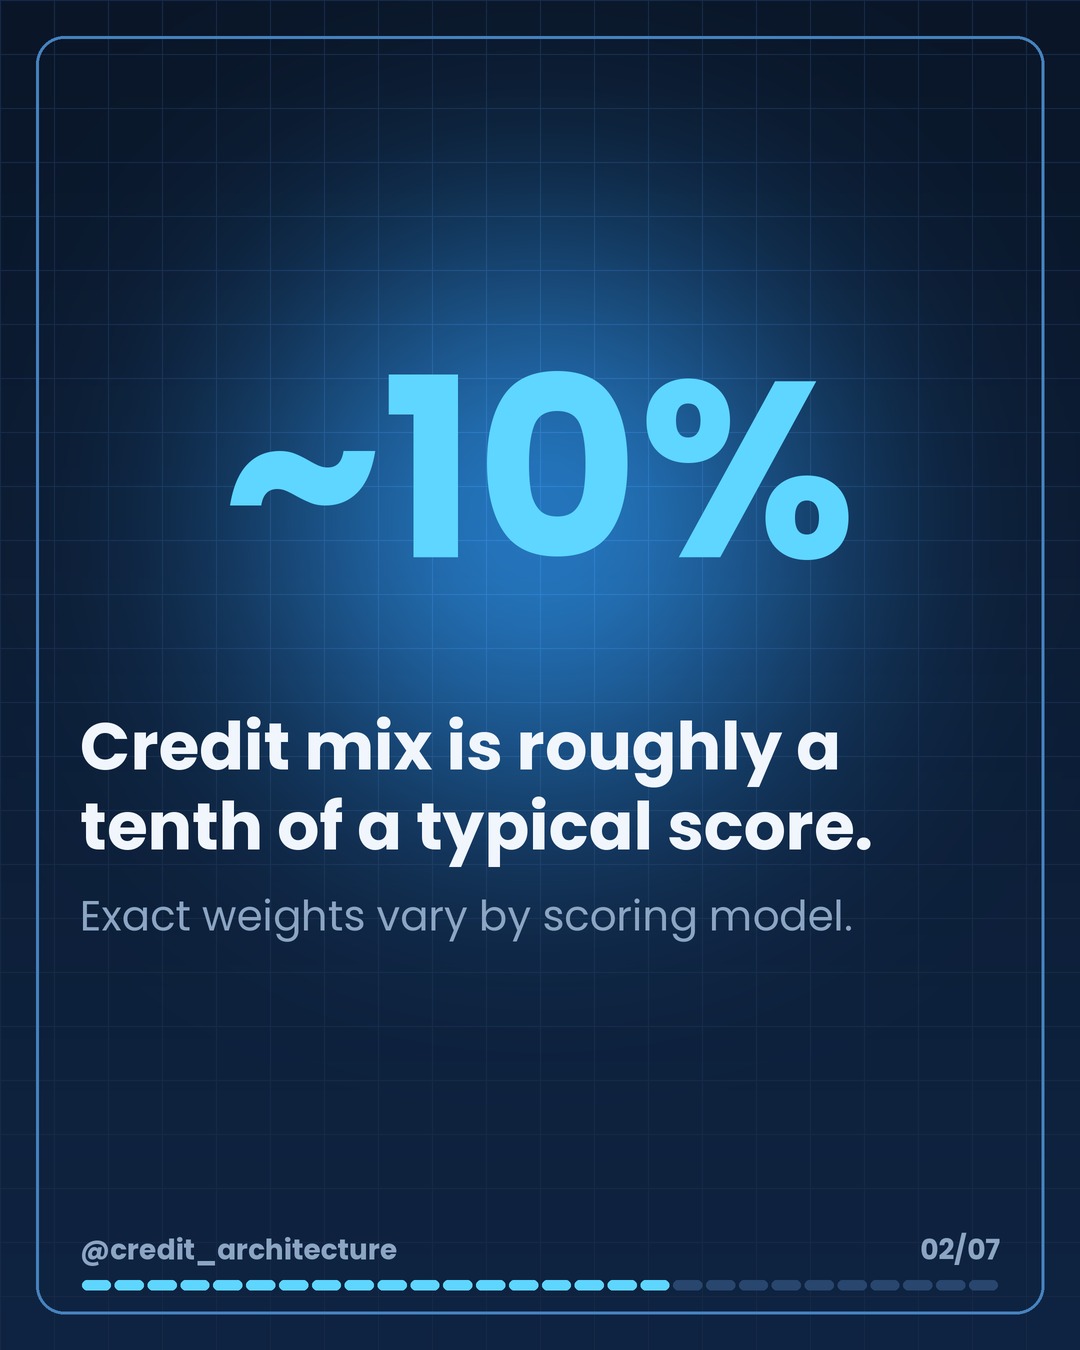 ~10%
Credit mix is roughly a
tenth of a typical score.
Exact weights vary by scoring model.
@credit_architecture
02/07